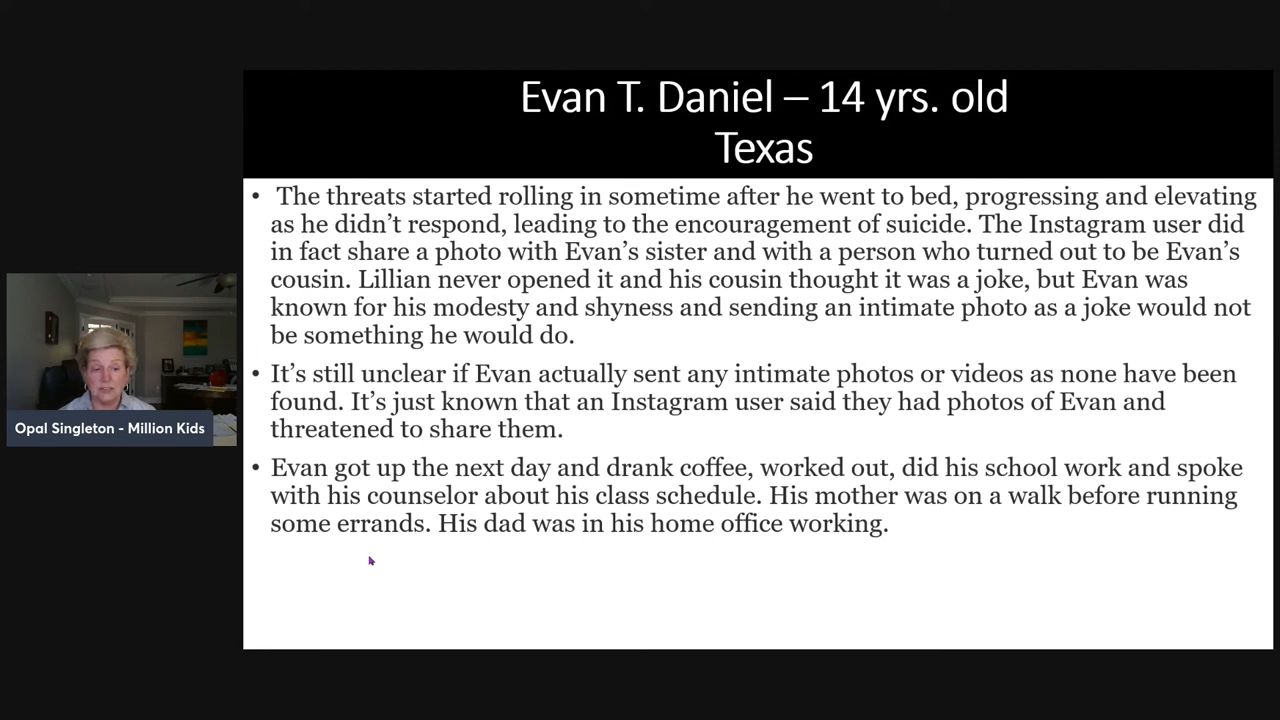 Evan T. Daniel – 14 yrs. old
Texas
• The threats started rolling in sometime after he went to bed, progressing and elevating
as he didn’t respond, leading to the encouragement of suicide. The Instagram user did
in fact share a photo with Evan’s sister and with a person who turned out to be Evan’s
cousin. Lillian never opened it and his cousin thought it was a joke, but Evan was
known for his modesty and shyness and sending an intimate photo as a joke would not
be something he would do.
• It’s still unclear if Evan actually sent any intimate photos or videos as none have been
found. It’s just known that an Instagram user said they had photos of Evan and
threatened to share them.
• Evan got up the next day and drank coffee, worked out, did his school work and spoke
with his counselor about his class schedule. His mother was on a walk before running
some errands. His dad was in his home office working.
Opal Singleton - Million Kids